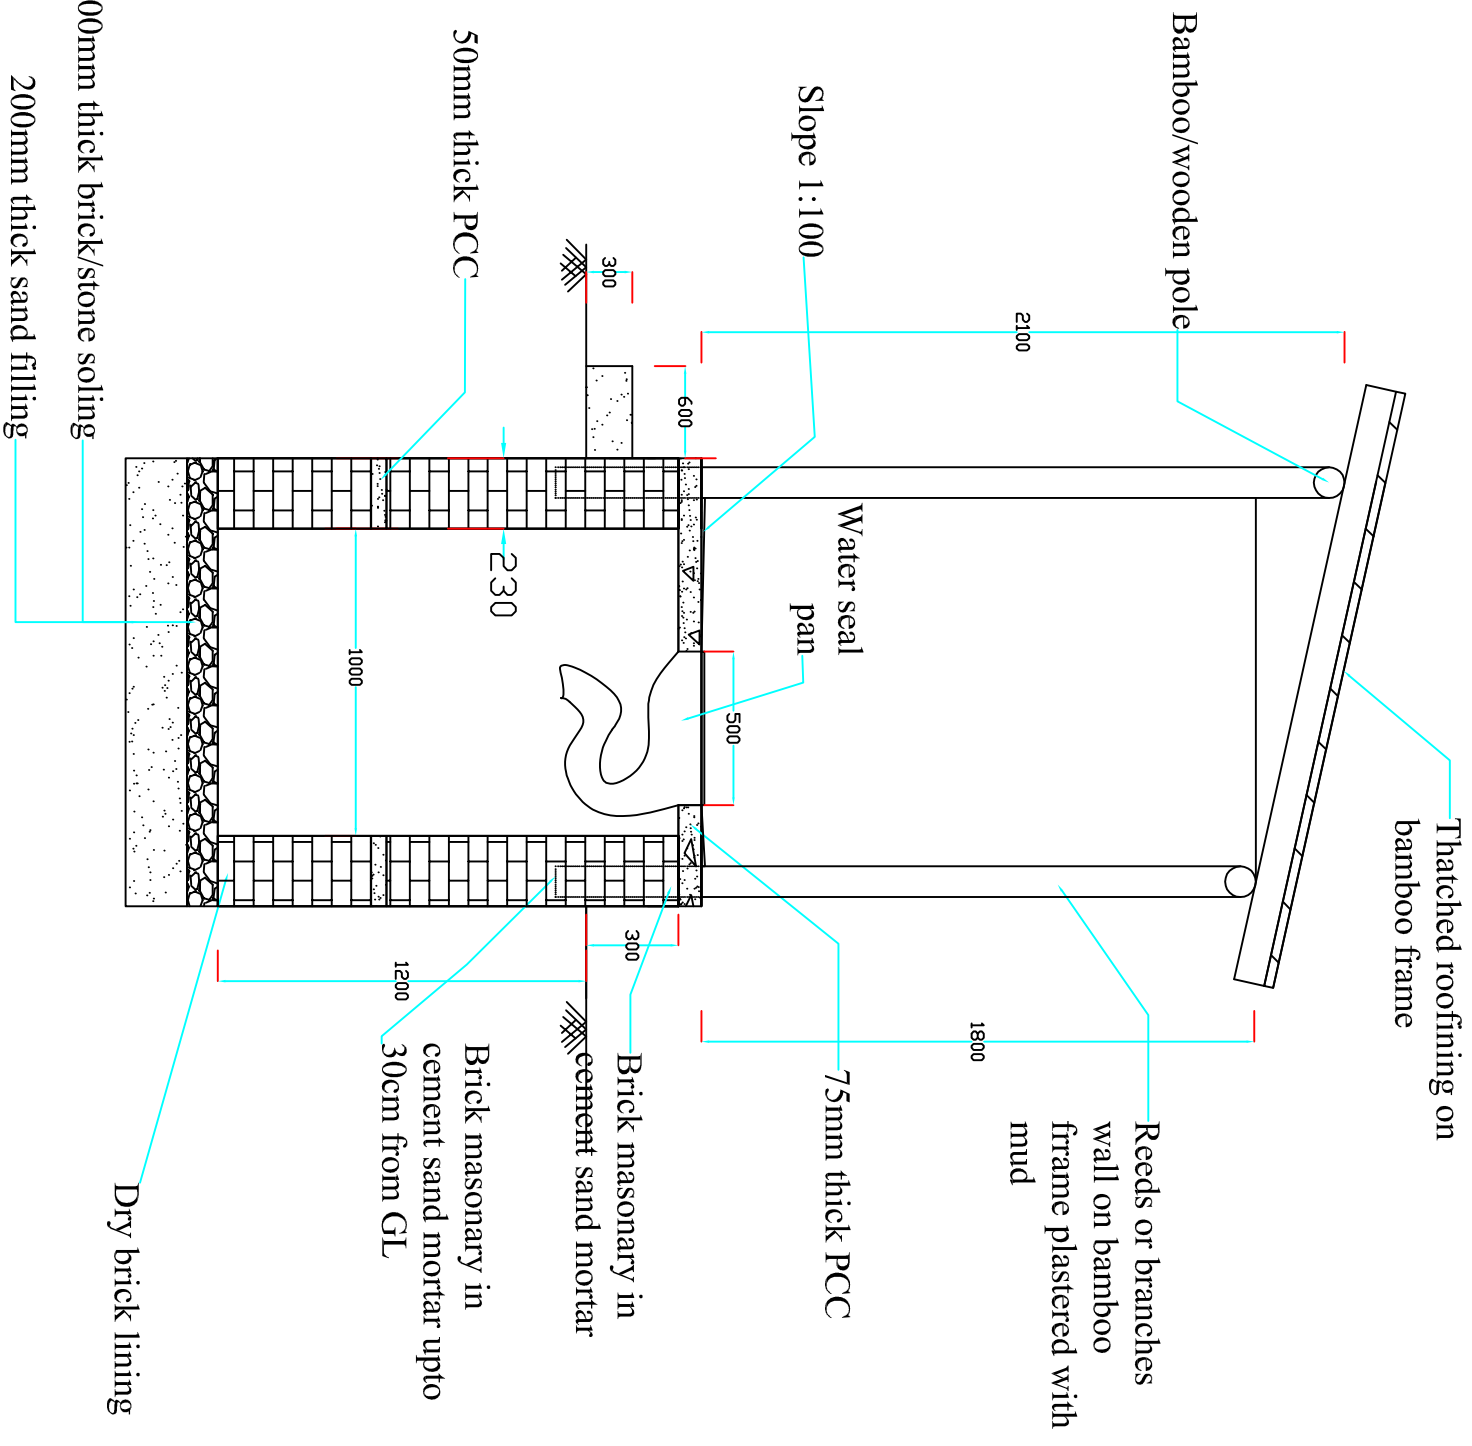 Thatched roofining on
bamboo frame
Bamboo/wooden pole
Reeds or branches
wall on bamboo
frrame plastered with
mud
2100
1800
Slope 1:100
Water seal
pan
75mm thick PCC
500
600
300
300
Brick masonary in
cement sand mortar
50mm thick PCC
230
Brick masonary in
cement sand mortar upto
30cm from GL
1200
1000
Dry brick lining
00mm thick brick/stone soling
200mm thick sand filling